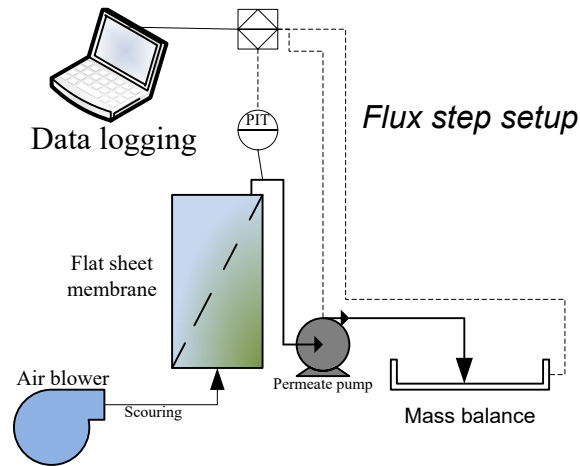 PIT
Flux step setup
Data logging
Flat sheet
membrane
Air blower
Scouring
Permeate pump
Mass balance